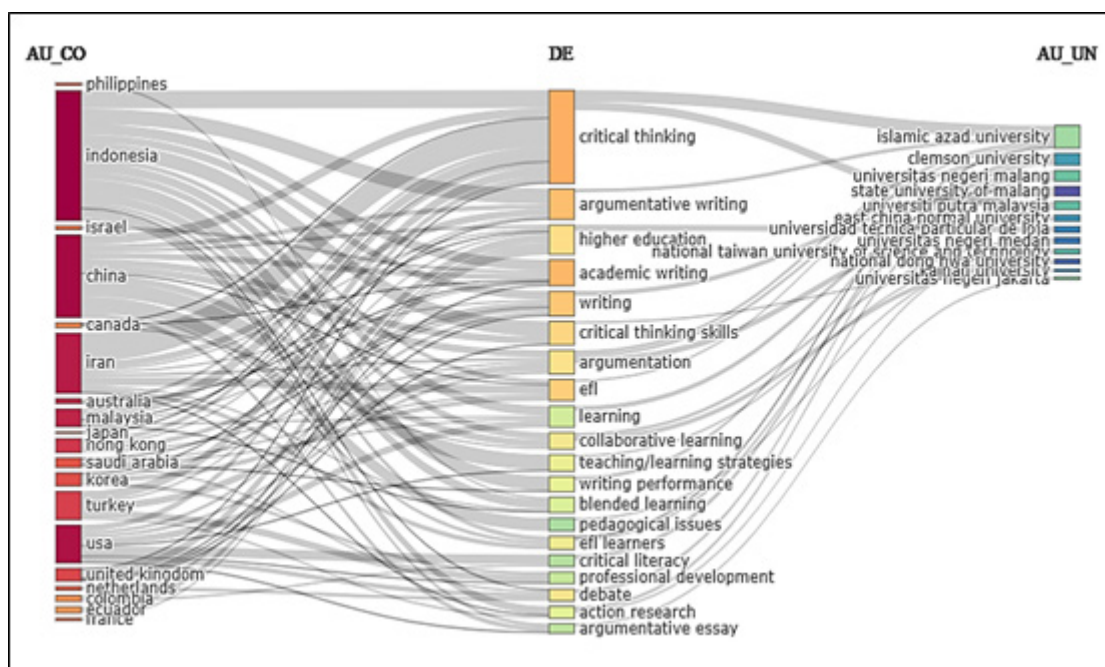 AU_CO
DE
AU_UN
philippines
indonesia
israel
china
canada
iran
australia
malaysia
japan
hong kong
saudi arabia
korea
turkey
usa
united kingdom
netherlands
colombia
ecuador
france
critical thinking
argumentative writing
higher education
academic writing
writing
critical thinking skills
argumentation
efl
learning
collaborative learning
teaching/learning strategies
writing performance
blended learning
pedagogical issues
efl learners
critical literacy
professional development
debate
action research
argumentative essay
islamic azad university
clemson university
universitas negeri malang
state university of malang
universiti putra malaysia
east china normal university
universidad tecnica particular de loja
universitas negeri medan
national taiwan university of science and technology
national dong hwa university
university
universitas negeri jakarta